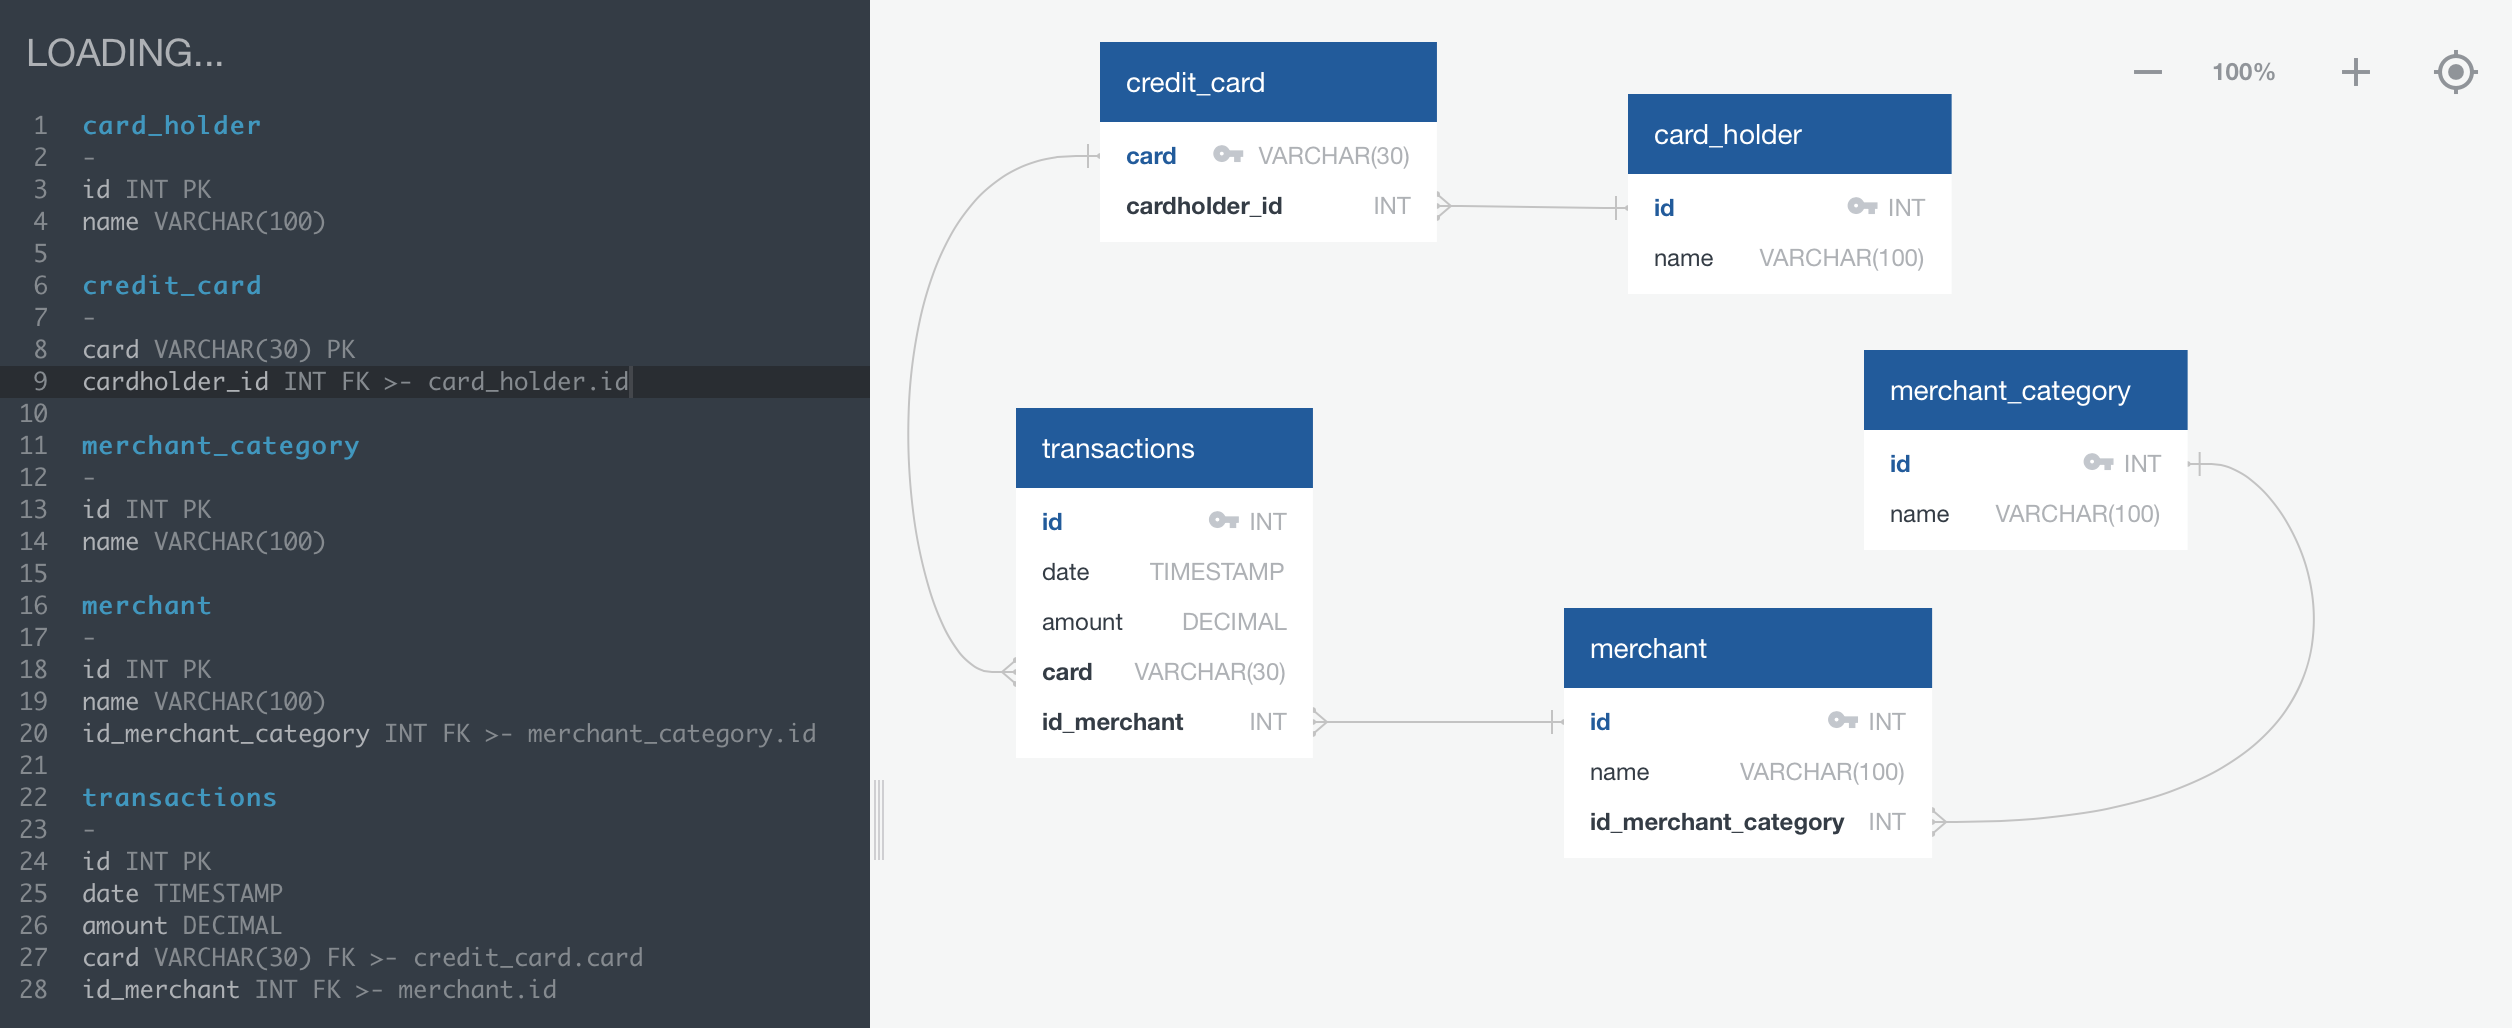 LOADING...
1 card_holder
2 -
3 id INT PK
4 name VARCHAR(100)
5
6 credit_card
7 -
8 card VARCHAR(30) PK
9 cardholder_id INT FK >- card_holder.id
10
11 merchant_category
12 -
13 id INT PK
14 name VARCHAR(100)
15
16 merchant
17 -
18 id INT PK
19 name VARCHAR(100)
20 id_merchant_category INT FK >- merchant_category.id
21
22 transactions
23 -
24 id INT PK
25 date TIMESTAMP
26 amount DECIMAL
27 card VARCHAR(30) FK >- credit_card.card
28 id_merchant INT FK >- merchant.id
credit_card
card VARCHAR(30)
cardholder_id INT
card_holder
id INT
name VARCHAR(100)
100%
merchant_category
id INT
name VARCHAR(100)
transactions
id INT
date TIMESTAMP
amount DECIMAL
card VARCHAR(30)
id_merchant INT
merchant
id INT
name VARCHAR(100)
id_merchant_category INT